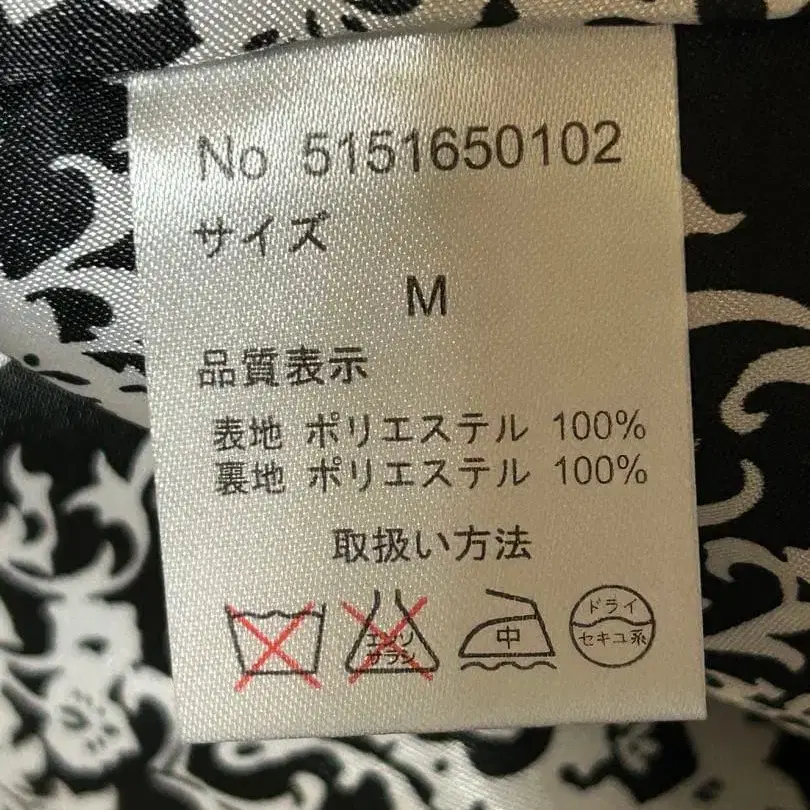 No 5151650102
サイズ
M
品質表示
表地 ポリエステル 100%
裏地 ポリエステル 100%
取扱い方法
エンソ
サラシ
中
ドライ
セキユ系